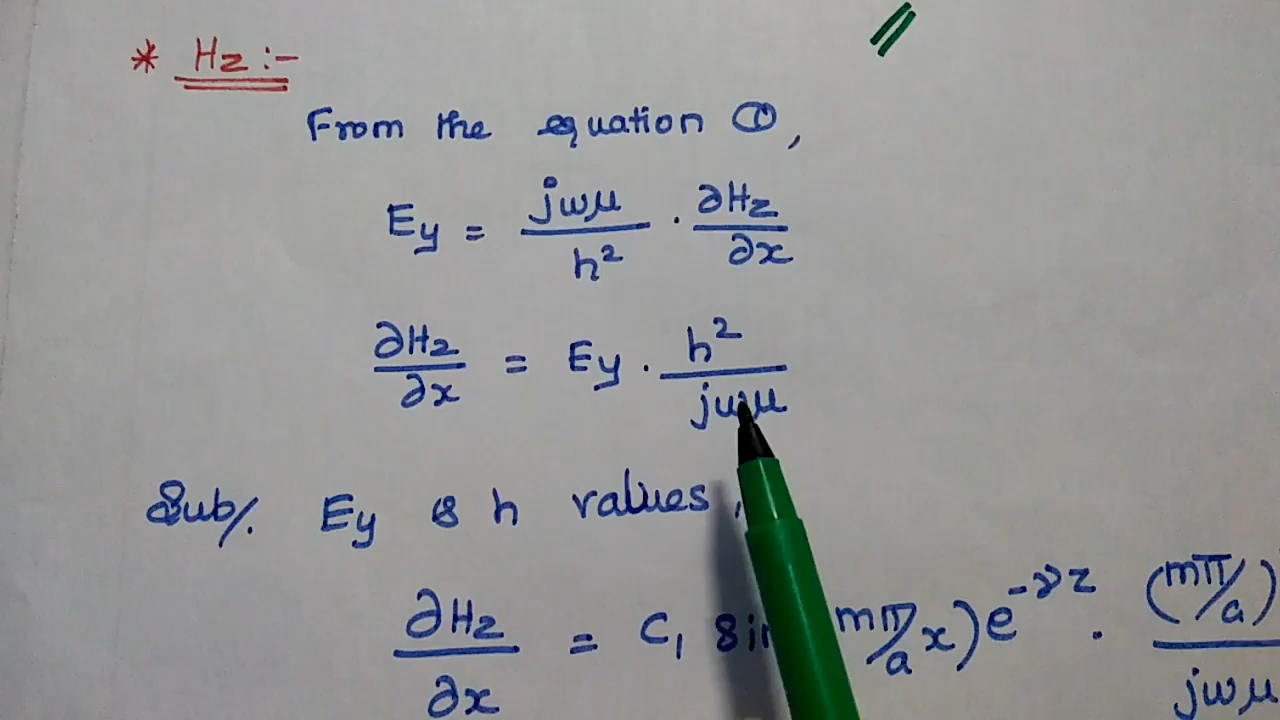 * Hz :-
From the equation ①,
Ey = jωμ/h² · ∂Hz/∂x
∂Hz/∂x = Ey · h²/jωμ
Sub/. Ey & h values,
∂Hz/∂x = C₁ sin mπ/a x) e^-γz · (mπ/a)/jωμ